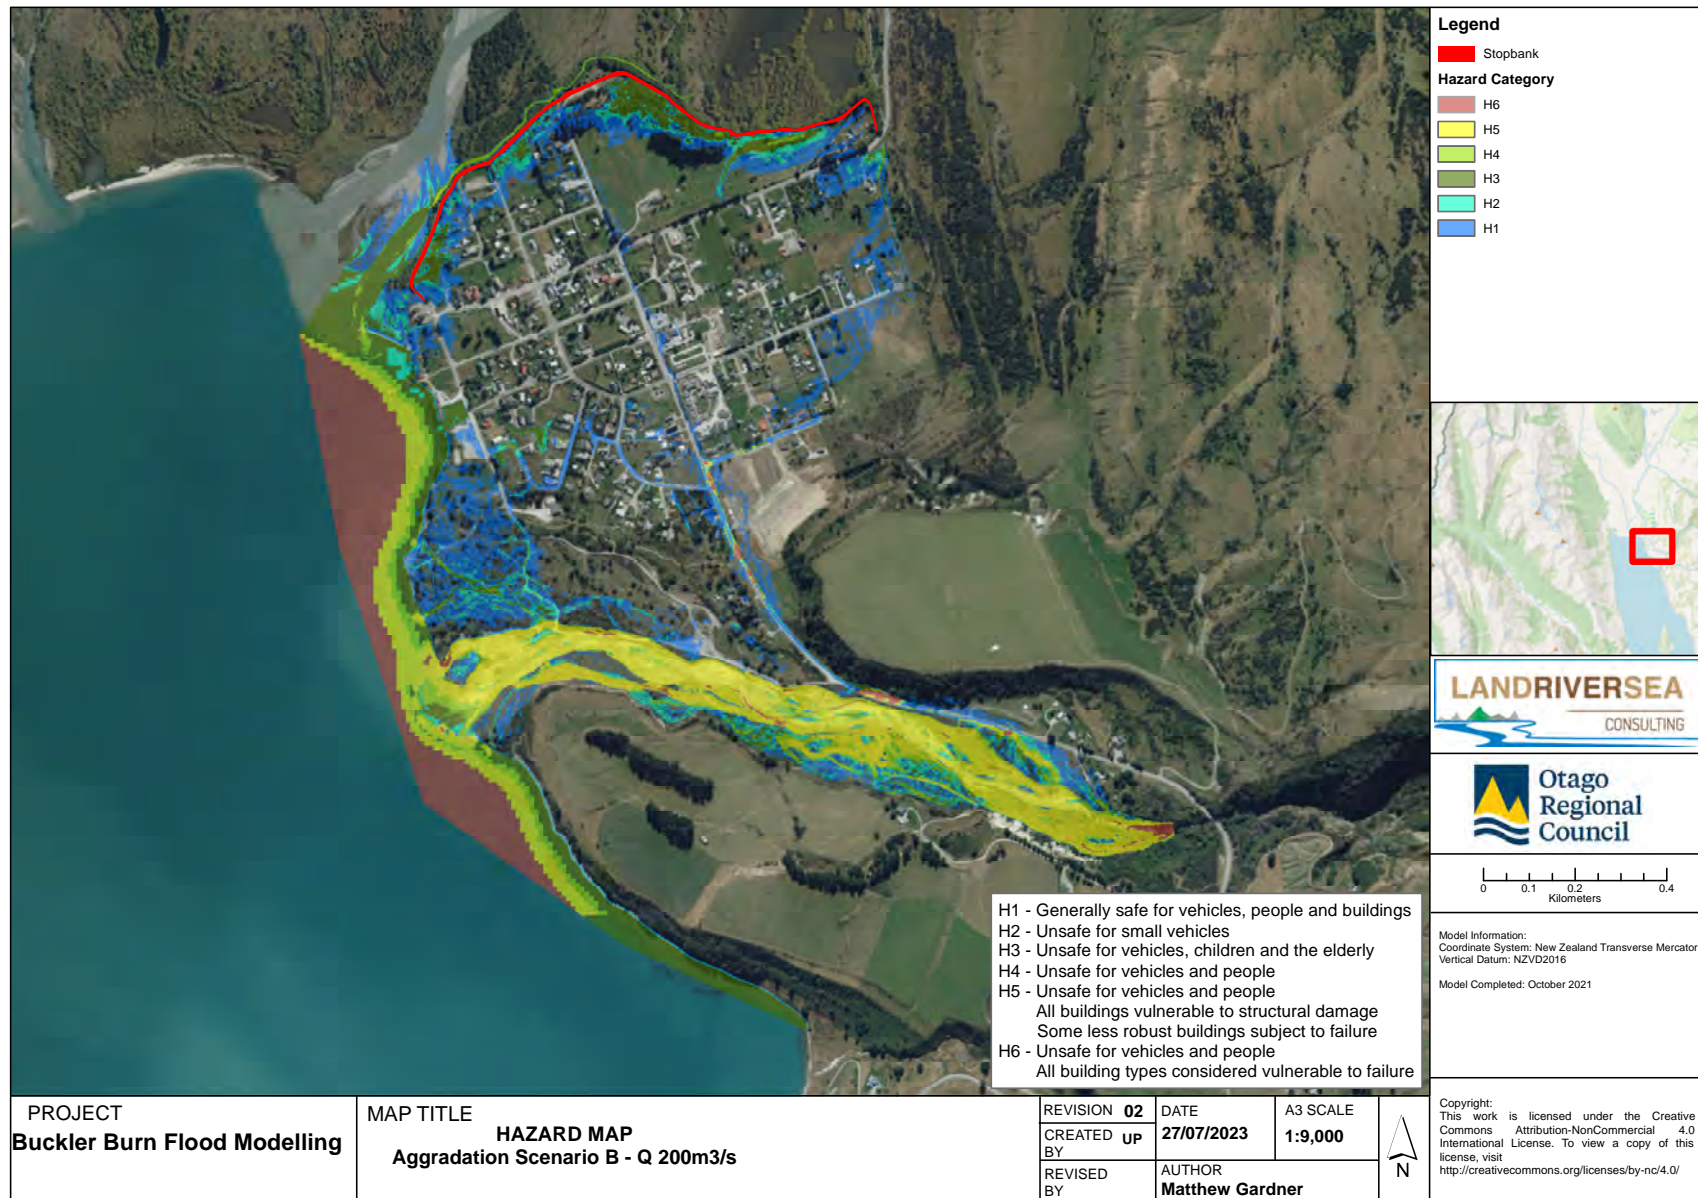 Legend
Stopbank
Hazard Category
H6
H5
H4
H3
H2
H1
LANDRIVERSEA
CONSULTING
Otago
Regional
Council
0 0.1 0.2 0.4
Kilometers
Model Information:
Coordinate System: New Zealand Transverse Mercator
Vertical Datum: NZVD2016
Model Completed: October 2021
Copyright:
This work is licensed under the Creative
Commons Attribution-NonCommercial 4.0
International License. To view a copy of this
license, visit
http://creativecommons.org/licenses/by-nc/4.0/
H1 - Generally safe for vehicles, people and buildings
H2 - Unsafe for small vehicles
H3 - Unsafe for vehicles, children and the elderly
H4 - Unsafe for vehicles and people
H5 - Unsafe for vehicles and people
All buildings vulnerable to structural damage
Some less robust buildings subject to failure
H6 - Unsafe for vehicles and people
All building types considered vulnerable to failure
PROJECT
Buckler Burn Flood Modelling
MAP TITLE
HAZARD MAP
Aggradation Scenario B - Q 200m3/s
REVISION 02
CREATED BY UP
REVISED BY
DATE
27/07/2023
A3 SCALE
1:9,000
AUTHOR
Matthew Gardner
N